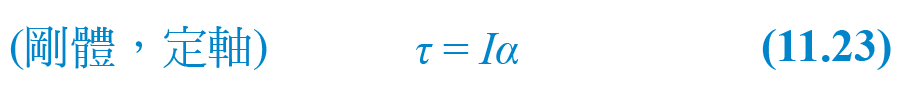 (剛體，定軸) τ = Iα (11.23)